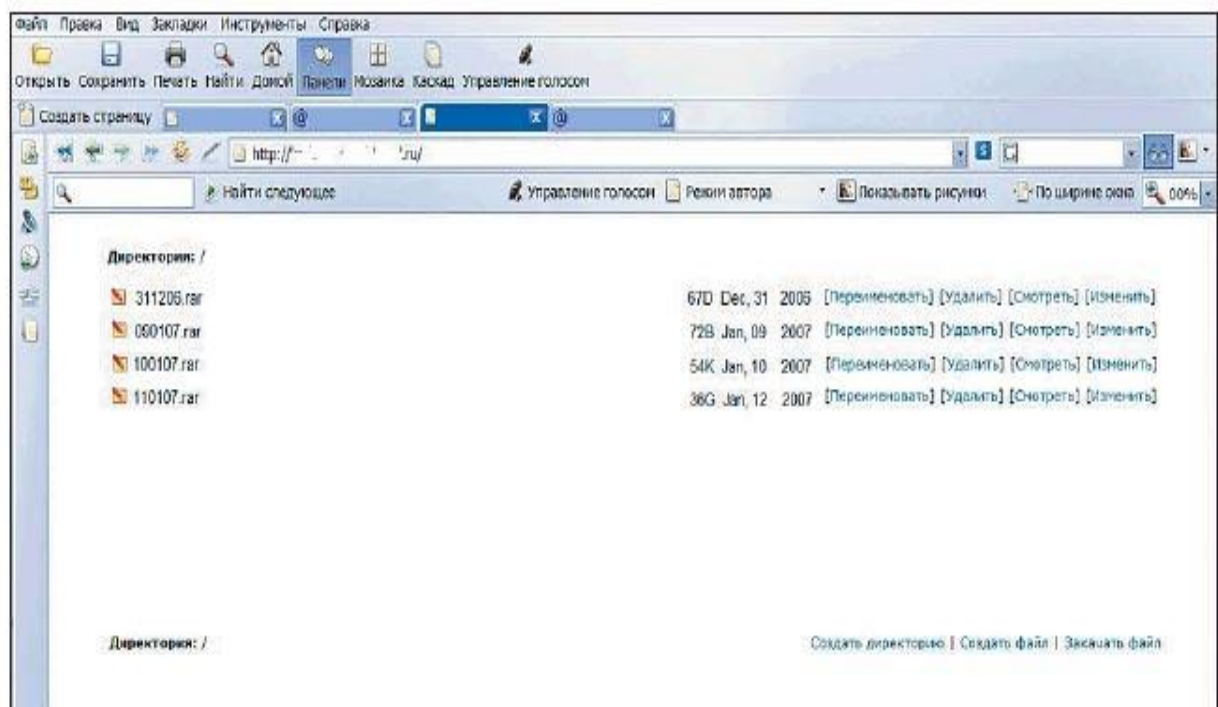 Файл Правка Вид Закладки Инструменты Справка
Открыть Сохранить Печать Найти Домой Панели Мозаика Каскад Управление голосом
Создать страницу @ @
http:// .ru/
Найти следующее Управление голосом Режим автора Показывать рисунки По ширине окна 00%
Директория: /
311206.rar 67D Dec, 31 2006 [Переименовать] [Удалить] [Смотреть] [Изменить]
090107.rar 72B Jan, 09 2007 [Переименовать] [Удалить] [Смотреть] [Изменить]
100107.rar 54K Jan, 10 2007 [Переименовать] [Удалить] [Смотреть] [Изменить]
110107.rar 36G Jan, 12 2007 [Переименовать] [Удалить] [Смотреть] [Изменить]
Директория: / Создать директорию | Создать файл | Закачать файл